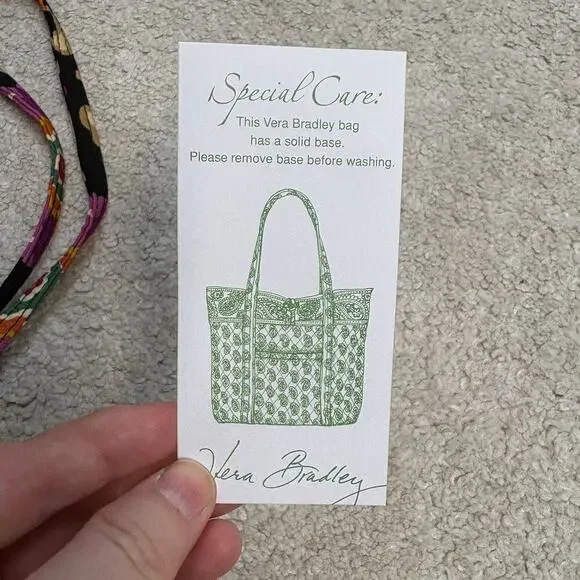 Special Care:
This Vera Bradley bag
has a solid base.
Please remove base before washing.
Vera Bradley